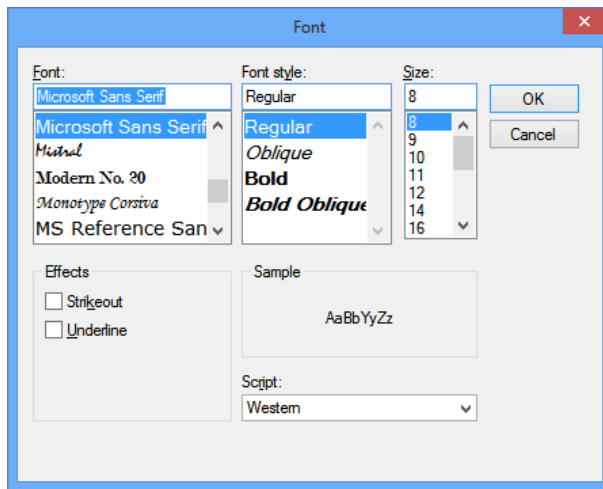 Font
Font:
Microsoft Sans Serif
Microsoft Sans Serif
Mistral
Modern No. 20
Monotype Corsiva
MS Reference San
Font style:
Regular
Regular
Oblique
Bold
Bold Oblique
Size:
8
8
9
10
11
12
14
16
OK
Cancel
Effects
Strikeout
Underline
Sample
AaBbYyZz
Script:
Western